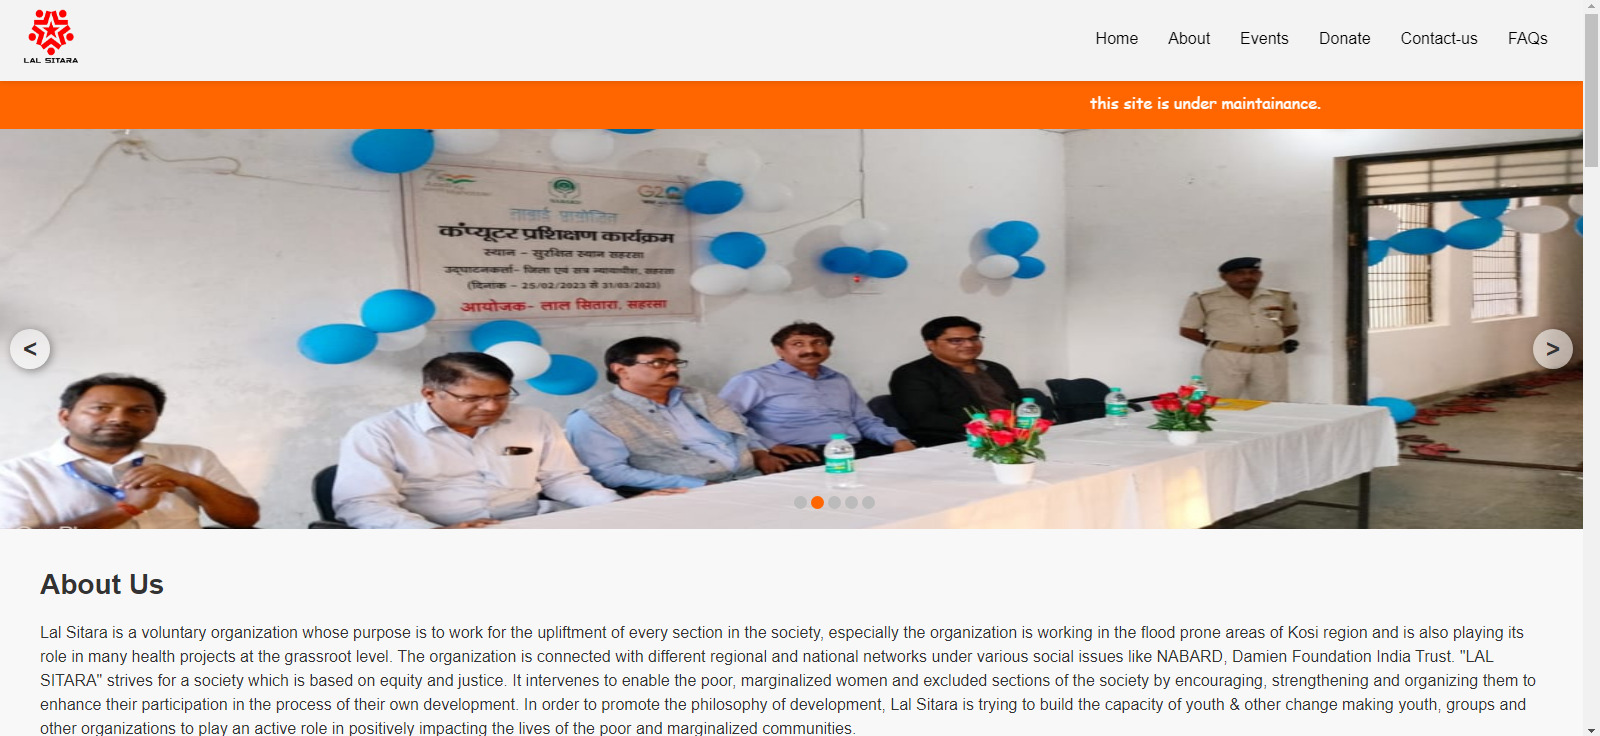 LAL SITARA
Home About Events Donate Contact-us FAQs
this site is under maintainance.
G20
नाबार्ड प्रायोजित
कंप्यूटर प्रशिक्षण कार्यक्रम
स्थान - सुरक्षित स्थान सहरसा
उद्घाटनकर्ता- जिला एवं सत्र न्यायाधीश, सहरसा
(दिनांक - 25/02/2023 से 31/03/2023)
आयोजक- लाल सितारा, सहरसा
<
>
About Us
Lal Sitara is a voluntary organization whose purpose is to work for the upliftment of every section in the society, especially the organization is working in the flood prone areas of Kosi region and is also playing its
role in many health projects at the grassroot level. The organization is connected with different regional and national networks under various social issues like NABARD, Damien Foundation India Trust. "LAL
SITARA" strives for a society which is based on equity and justice. It intervenes to enable the poor, marginalized women and excluded sections of the society by encouraging, strengthening and organizing them to
enhance their participation in the process of their own development. In order to promote the philosophy of development, Lal Sitara is trying to build the capacity of youth & other change making youth, groups and
other organizations to play an active role in positively impacting the lives of the poor and marginalized communities.